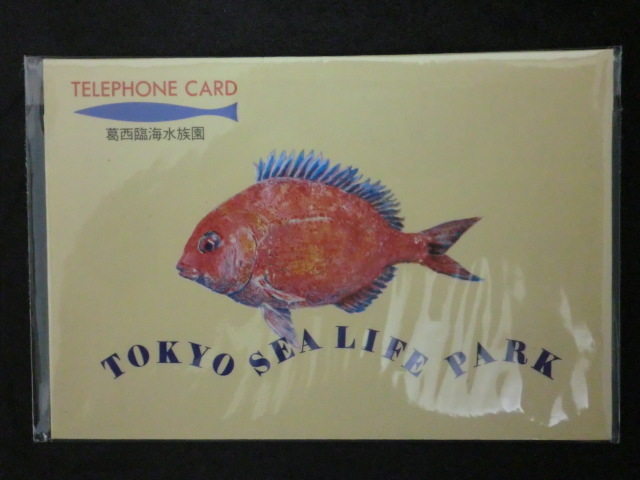 TELEPHONE CARD
葛西臨海水族園
TOKYO SEA LIFE PARK